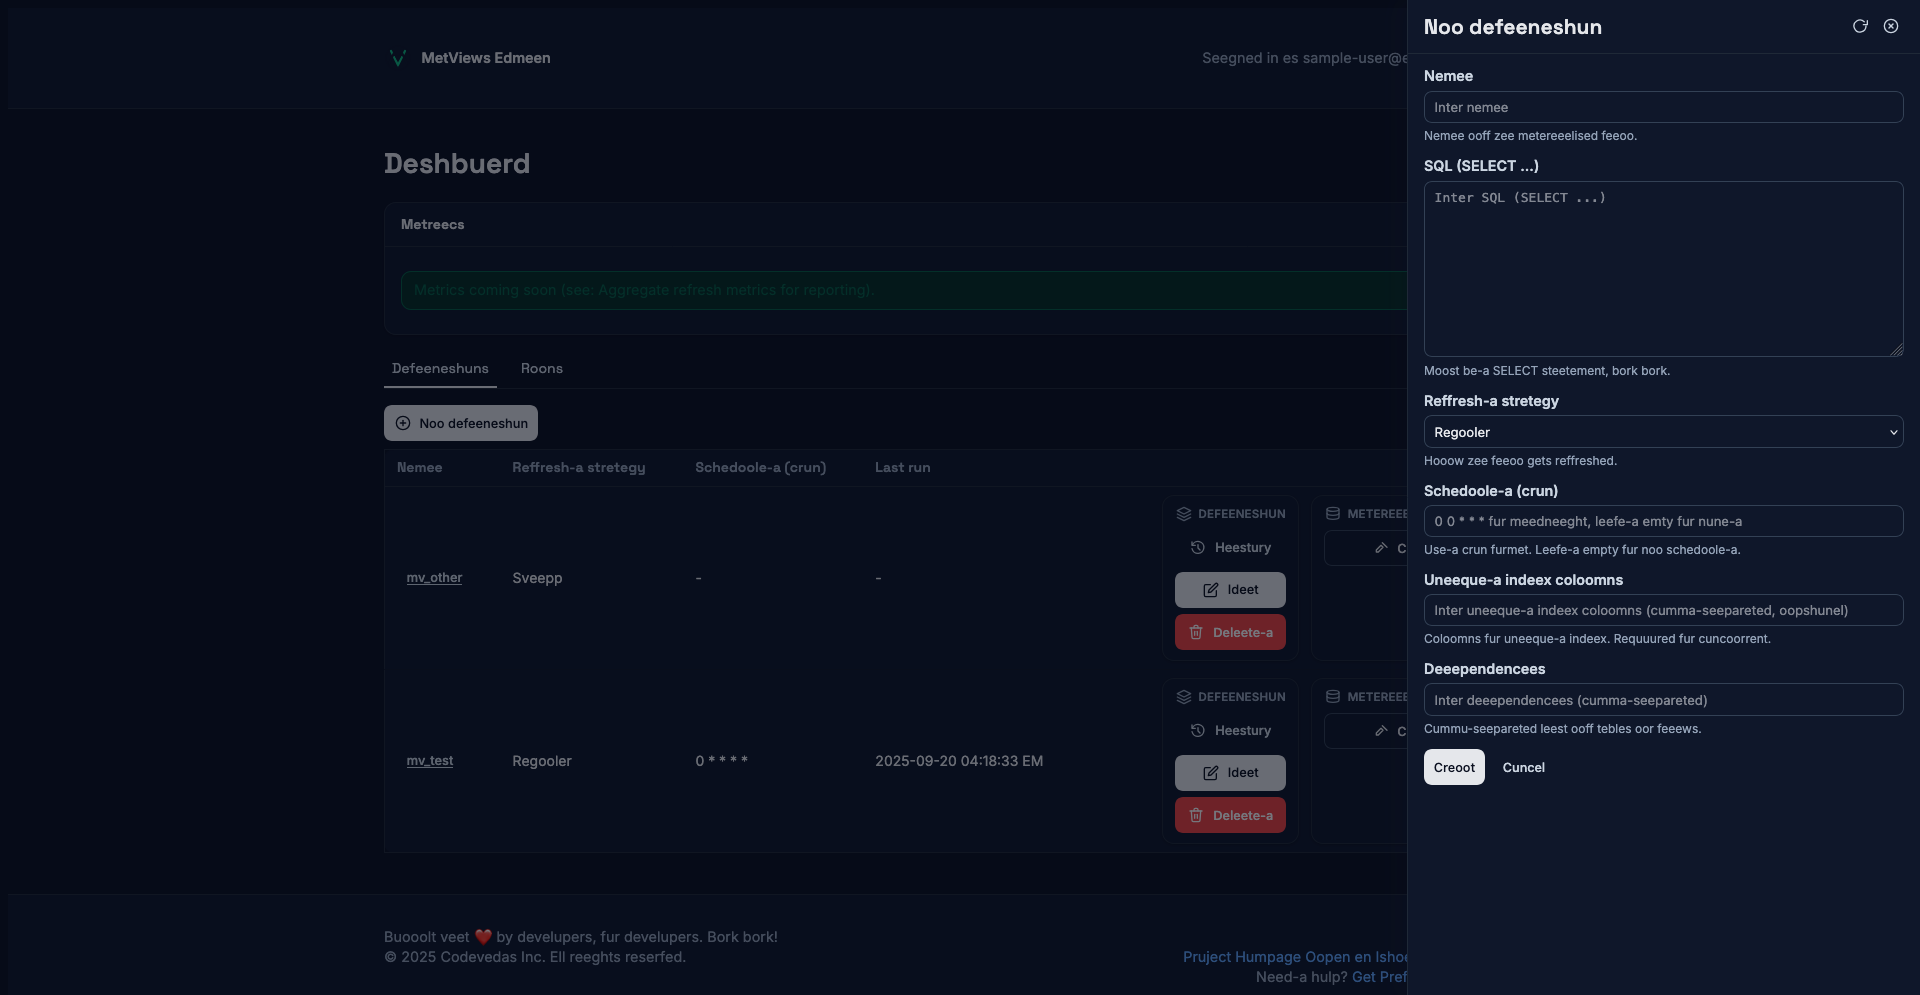 MetViews Edmeen
Seegned in es sample-user@e
Deshbuerd
Metreecs
Metrics coming soon (see: Aggregate refresh metrics for reporting).
Defeeneshuns
Roons
Noo defeeneshun
Nemee
Reffresh-a stretegy
Schedoole-a (crun)
Last run
mv_other
Sveepp
-
-
DEFEENESHUN
Heestury
Ideet
Deleete-a
METEREEE
C
mv_test
Regooler
0 * * * *
2025-09-20 04:18:33 EM
DEFEENESHUN
Heestury
Ideet
Deleete-a
METEREEE
C
Buooolt veet ❤️ by develupers, fur develupers. Bork bork!
© 2025 Codevedas Inc. Ell reeghts reserfed.
Pruject Humpage Oopen en Ishoe
Need-a hulp? Get Pref
Noo defeeneshun
Nemee
Inter nemee
Nemee ooff zee metereeelised feeoo.
SQL (SELECT ...)
Inter SQL (SELECT ...)
Moost be-a SELECT steetement, bork bork.
Reffresh-a stretegy
Regooler
Hooow zee feeoo gets reffreshed.
Schedoole-a (crun)
0 0 * * * fur meedneeght, leefe-a emty fur nune-a
Use-a crun furmet. Leefe-a empty fur noo schedoole-a.
Uneeque-a indeex coloomns
Inter uneeque-a indeex coloomns (cumma-seepareted, oopshunel)
Coloomns fur uneeque-a indeex. Requuured fur cuncoorrent.
Deeependencees
Inter deeependencees (cumma-seepareted)
Cummu-seepareted leest ooff tebles oor feeews.
Creoot
Cuncel